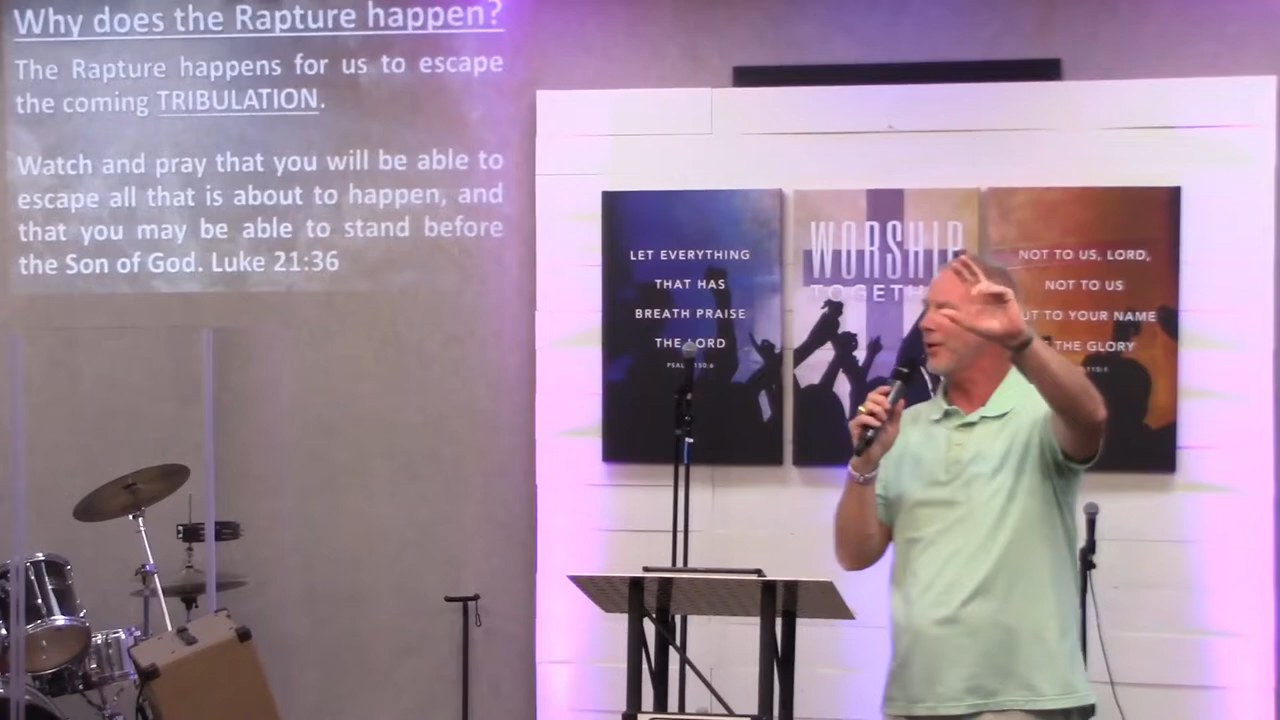 Why does the Rapture happen?
The Rapture happens for us to escape
the coming TRIBULATION.
Watch and pray that you will be able to
escape all that is about to happen, and
that you may be able to stand before
the Son of God. Luke 21:36
LET EVERYTHING
THAT HAS
BREATH PRAISE
THE LORD
WORSHIP
NOT TO US, LORD,
NOT TO US
TO YOUR NAME
THE GLORY